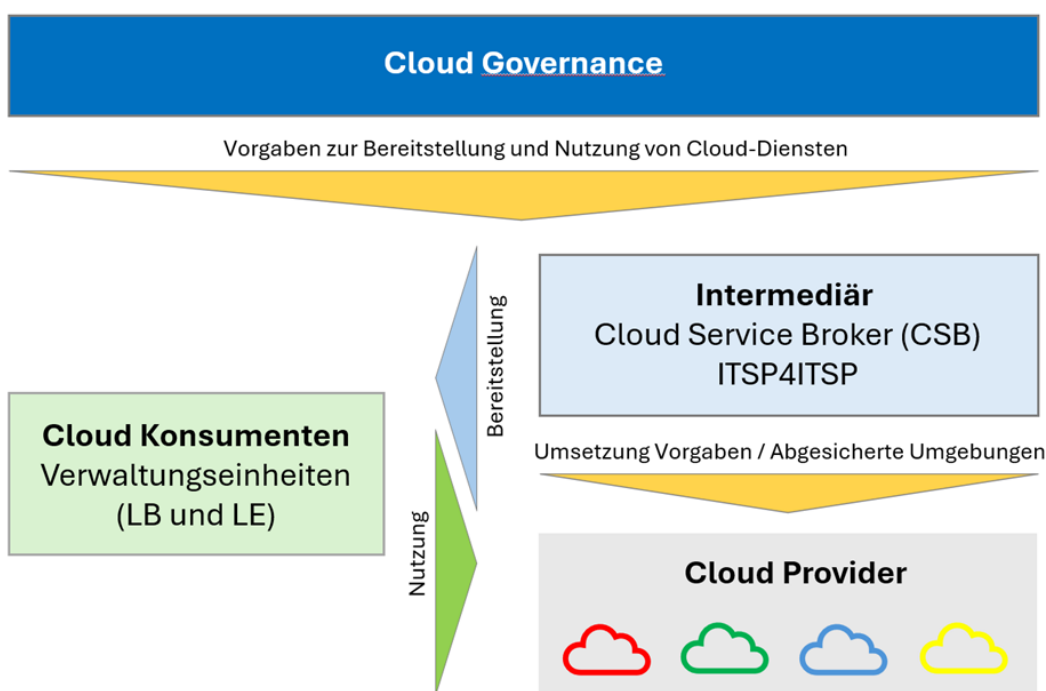 Cloud Governance
Vorgaben zur Bereitstellung und Nutzung von Cloud-Diensten
Bereitstellung
Intermediär
Cloud Service Broker (CSB)
ITSP4ITSP
Cloud Konsumenten
Verwaltungseinheiten
(LB und LE)
Umsetzung Vorgaben / Abgesicherte Umgebungen
Nutzung
Cloud Provider